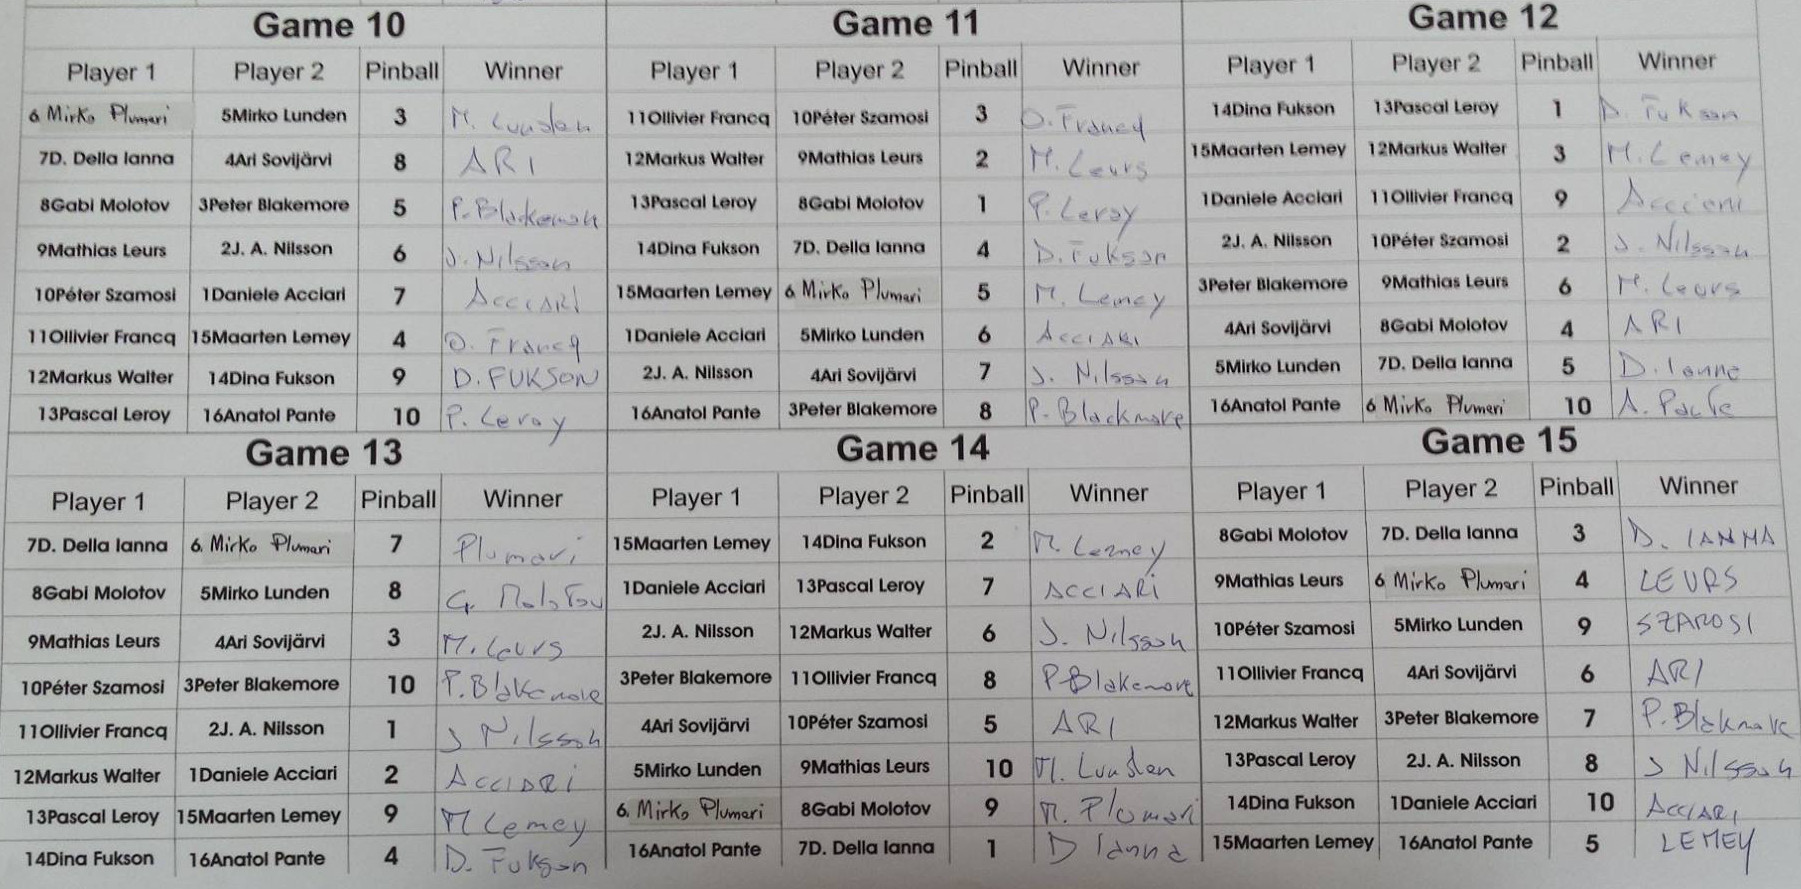 Game 10
Player 1 Player 2 Pinball Winner
6 Mirko Plumari 5Mirko Lunden 3 M. Lunden
7D. Della Ianna 4Ari Sovijärvi 8 ARI
8Gabi Molotov 3Peter Blakemore 5 P. Blakemore
9Mathias Leurs 2J. A. Nilsson 6 J. Nilsson
10Péter Szamosi 1Daniele Acciari 7 ACCIARI
11Ollivier Francq 15Maarten Lemey 4 O. Francq
12Markus Walter 14Dina Fukson 9 D. FUKSON
13Pascal Leroy 16Anatol Pante 10 P. Leroy
Game 11
Player 1 Player 2 Pinball Winner
11Ollivier Francq 10Péter Szamosi 3 O. Francq
12Markus Walter 9Mathias Leurs 2 M. Leurs
13Pascal Leroy 8Gabi Molotov 1 P. Leroy
14Dina Fukson 7D. Della Ianna 4 D. Fukson
15Maarten Lemey 6 Mirko Plumari 5 M. Lemey
1Daniele Acciari 5Mirko Lunden 6 ACCIARI
2J. A. Nilsson 4Ari Sovijärvi 7 J. Nilsson
16Anatol Pante 3Peter Blakemore 8 P. Blackmore
Game 12
Player 1 Player 2 Pinball Winner
14Dina Fukson 13Pascal Leroy 1 D. Fukson
15Maarten Lemey 12Markus Walter 3 M. Lemey
1Daniele Acciari 11Ollivier Francq 9 Acciari
2J. A. Nilsson 10Péter Szamosi 2 J. Nilsson
3Peter Blakemore 9Mathias Leurs 6 M. Leurs
4Ari Sovijärvi 8Gabi Molotov 4 ARI
5Mirko Lunden 7D. Della Ianna 5 D. Ianna
16Anatol Pante 6 Mirko Plumari 10 A.
Game 13
Player 1 Player 2 Pinball Winner
7D. Della Ianna 6. Mirko Plumari 7 Plumari
8Gabi Molotov 5Mirko Lunden 8 G. Molotov
9Mathias Leurs 4Ari Sovijärvi 3 M. Leurs
10Péter Szamosi 3Peter Blakemore 10 P. Blakemore
11Ollivier Francq 2J. A. Nilsson 1 J Nilsson
12Markus Walter 1Daniele Acciari 2 ACCIARI
13Pascal Leroy 15Maarten Lemey 9 M Lemey
14Dina Fukson 16Anatol Pante 4 D. Fukson
Game 14
Player 1 Player 2 Pinball Winner
15Maarten Lemey 14Dina Fukson 2 M. Lemey
1Daniele Acciari 13Pascal Leroy 7 ACCIARI
2J. A. Nilsson 12Markus Walter 6 J. Nilsson
3Peter Blakemore 11Ollivier Francq 8 P Blakemore
4Ari Sovijärvi 10Péter Szamosi 5 ARI
5Mirko Lunden 9Mathias Leurs 10 M. Lunden
6. Mirko Plumari 8Gabi Molotov 9 M. Plumari
16Anatol Pante 7D. Della Ianna 1 D Ianna
Game 15
Player 1 Player 2 Pinball Winner
8Gabi Molotov 7D. Della Ianna 3 D. IANNA
9Mathias Leurs 6 Mirko Plumari 4 LEURS
10Péter Szamosi 5Mirko Lunden 9 SZAROSI
11Ollivier Francq 4Ari Sovijärvi 6 ARI
12Markus Walter 3Peter Blakemore 7 P. Blakmore
13Pascal Leroy 2J. A. Nilsson 8 J Nilsson
14Dina Fukson 1Daniele Acciari 10 ACCIARI
15Maarten Lemey 16Anatol Pante 5 LEMEY